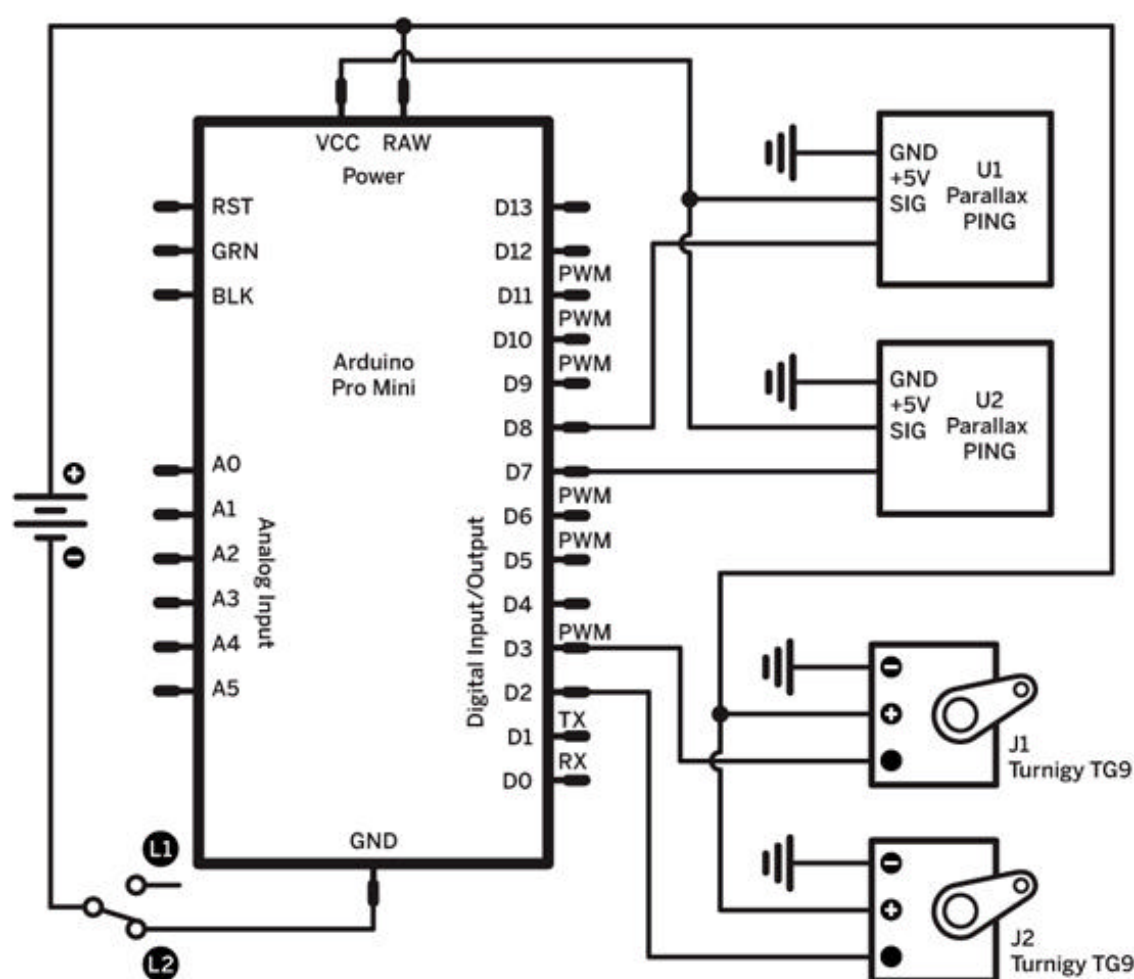 VCC RAW
Power
RST
GRN
BLK
Arduino
Pro Mini
A0
A1
A2
A3
A4
A5
Analog Input
D13
D12
PWM
D11
PWM
D10
PWM
D9
D8
D7
PWM
D6
PWM
D5
D4
PWM
D3
D2
TX
D1
RX
D0
Digital Input/Output
GND
+
−
L1
L2
GND
+5V
SIG
U1
Parallax
PING
GND
+5V
SIG
U2
Parallax
PING
−
+
J1
Turnigy TG9
−
+
J2
Turnigy TG9